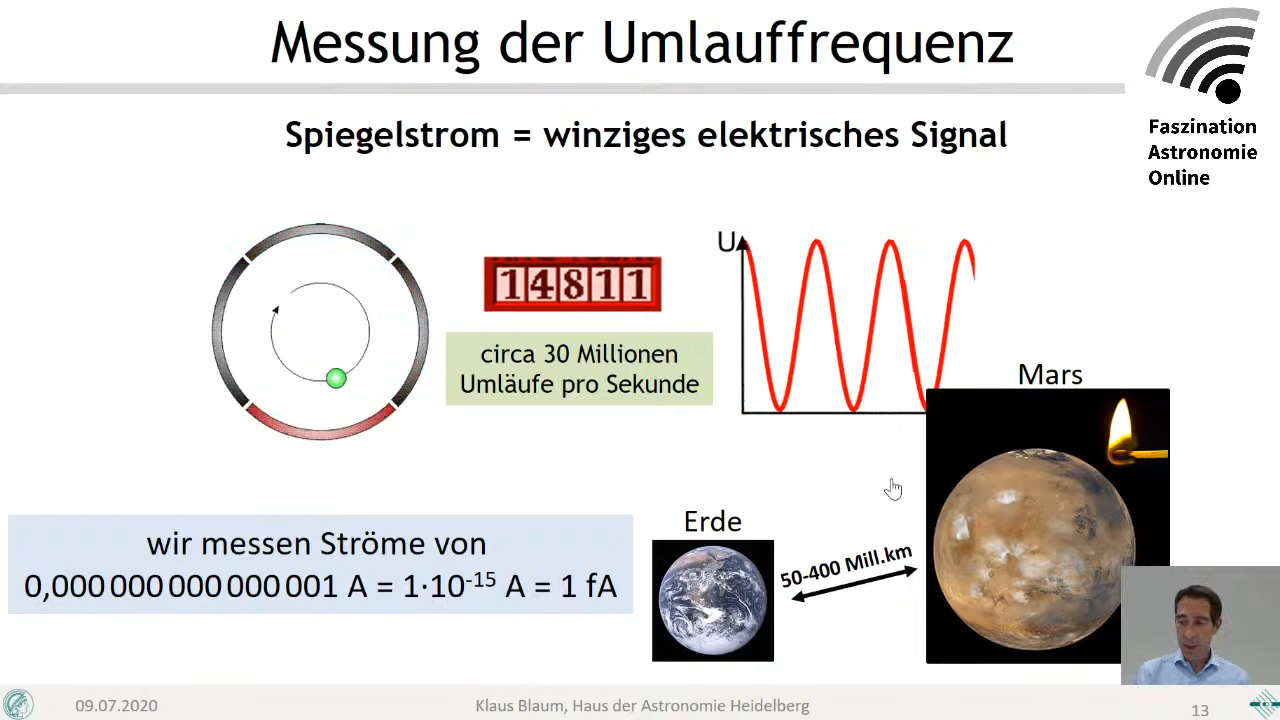 Messung der Umlauffrequenz
Faszination
Astronomie
Online
Spiegelstrom = winziges elektrisches Signal
14811
circa 30 Millionen
Umläufe pro Sekunde
U
Mars
wir messen Ströme von
0,000 000 000 000 001 A = 1·10⁻¹⁵ A = 1 fA
Erde
50-400 Mill.km
09.07.2020
Klaus Blaum, Haus der Astronomie Heidelberg
13